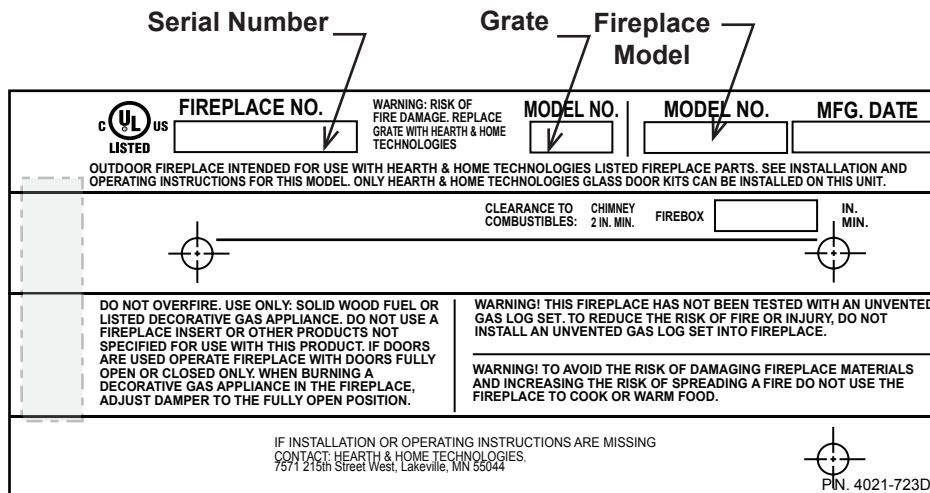 Serial Number
Grate
Fireplace
Model
C UL US
LISTED
FIREPLACE NO.
WARNING: RISK OF
FIRE DAMAGE. REPLACE
GRATE WITH HEARTH & HOME
TECHNOLOGIES
MODEL NO.
MODEL NO.
MFG. DATE
OUTDOOR FIREPLACE INTENDED FOR USE WITH HEARTH & HOME TECHNOLOGIES LISTED FIREPLACE PARTS. SEE INSTALLATION AND
OPERATING INSTRUCTIONS FOR THIS MODEL. ONLY HEARTH & HOME TECHNOLOGIES GLASS DOOR KITS CAN BE INSTALLED ON THIS UNIT.
CLEARANCE TO
COMBUSTIBLES:
CHIMNEY
2 IN. MIN.
FIREBOX
IN.
MIN.
DO NOT OVERFIRE. USE ONLY: SOLID WOOD FUEL OR
LISTED DECORATIVE GAS APPLIANCE. DO NOT USE A
FIREPLACE INSERT OR OTHER PRODUCTS NOT
SPECIFIED FOR USE WITH THIS PRODUCT. IF DOORS
ARE USED OPERATE FIREPLACE WITH DOORS FULLY
OPEN OR CLOSED ONLY. WHEN BURNING A
DECORATIVE GAS APPLIANCE IN THE FIREPLACE,
ADJUST DAMPER TO THE FULLY OPEN POSITION.
WARNING! THIS FIREPLACE HAS NOT BEEN TESTED WITH AN UNVENTED
GAS LOG SET. TO REDUCE THE RISK OF FIRE OR INJURY, DO NOT
INSTALL AN UNVENTED GAS LOG SET INTO FIREPLACE.
WARNING! TO AVOID THE RISK OF DAMAGING FIREPLACE MATERIALS
AND INCREASING THE RISK OF SPREADING A FIRE DO NOT USE THE
FIREPLACE TO COOK OR WARM FOOD.
IF INSTALLATION OR OPERATING INSTRUCTIONS ARE MISSING
CONTACT: HEARTH & HOME TECHNOLOGIES,
7571 215th Street West, Lakeville, MN 55044
P.N. 4021-723D